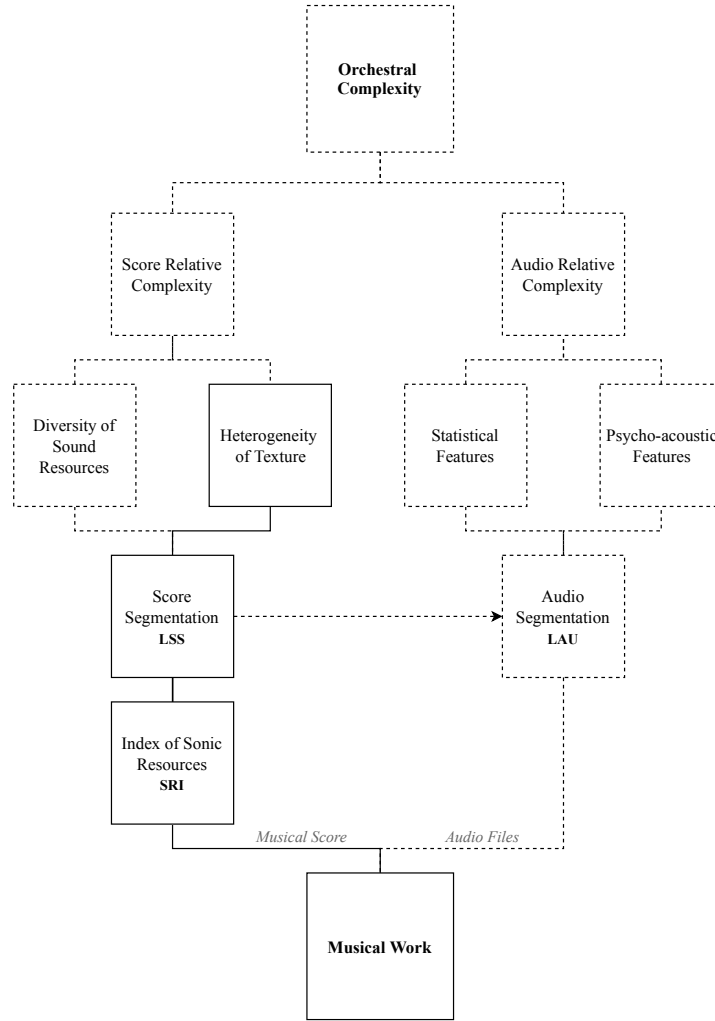 Orchestral
Complexity
Score Relative
Complexity
Audio Relative
Complexity
Diversity of
Sound
Resources
Heterogeneity
of Texture
Statistical
Features
Psycho-acoustic
Features
Score
Segmentation
LSS
Audio
Segmentation
LAU
Index of Sonic
Resources
SRI
Musical Score
Audio Files
Musical Work